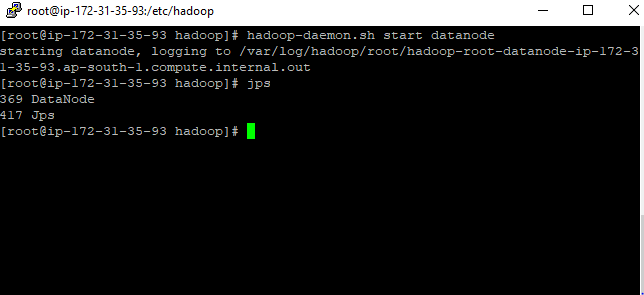 root@ip-172-31-35-93:/etc/hadoop
[root@ip-172-31-35-93 hadoop]# hadoop-daemon.sh start datanode
starting datanode, logging to /var/log/hadoop/root/hadoop-root-datanode-ip-172-3
1-35-93.ap-south-1.compute.internal.out
[root@ip-172-31-35-93 hadoop]# jps
369 DataNode
417 Jps
[root@ip-172-31-35-93 hadoop]#